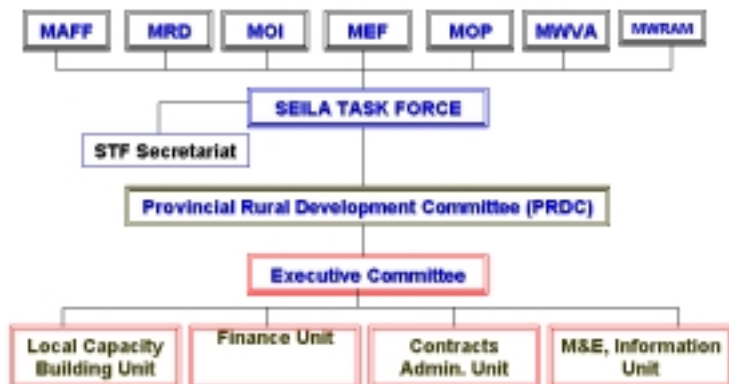 MAFF
MRD
MOI
MEF
MOP
MWVA
MWRAM
SEILA TASK FORCE
STF Secretariat
Provincial Rural Development Committee (PRDC)
Executive Committee
Local Capacity
Building Unit
Finance Unit
Contracts
Admin. Unit
M&E, Information
Unit